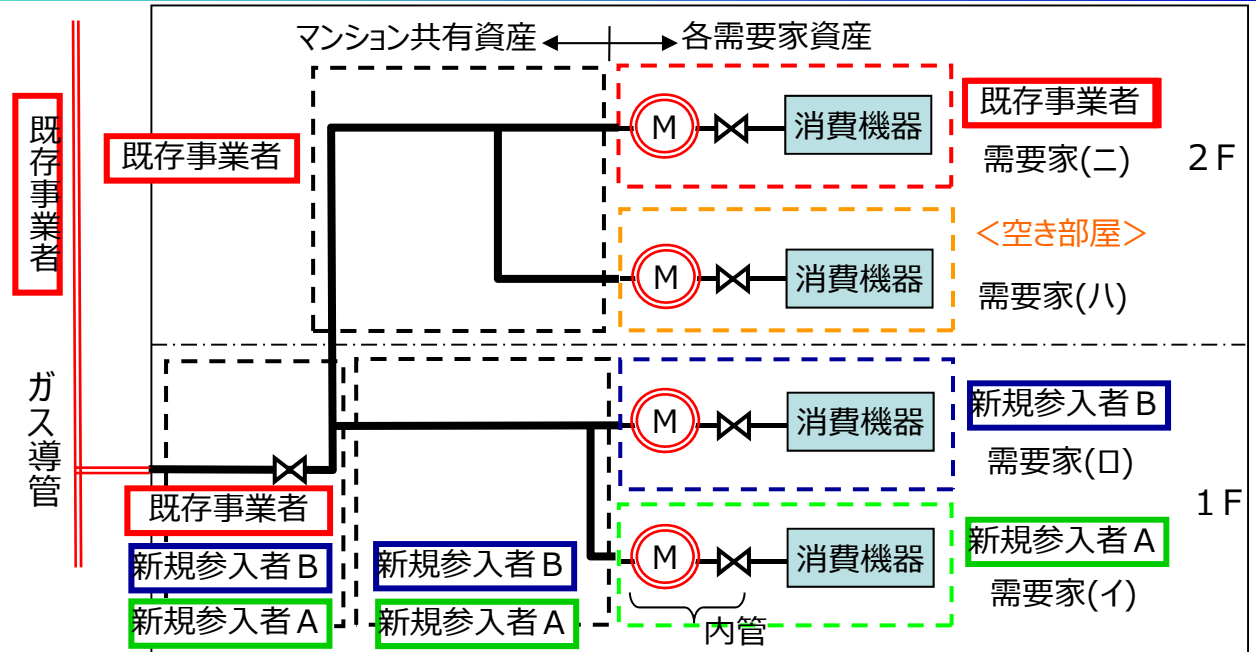 マンション共有資産
各需要家資産
既存事業者
ガス導管
既存事業者
M
消費機器
既存事業者
需要家(ニ)
2F
M
消費機器
<空き部屋>
需要家(ハ)
M
消費機器
新規参入者B
需要家(ロ)
1F
既存事業者
新規参入者B
新規参入者A
新規参入者B
新規参入者A
M
消費機器
新規参入者A
需要家(イ)
内管